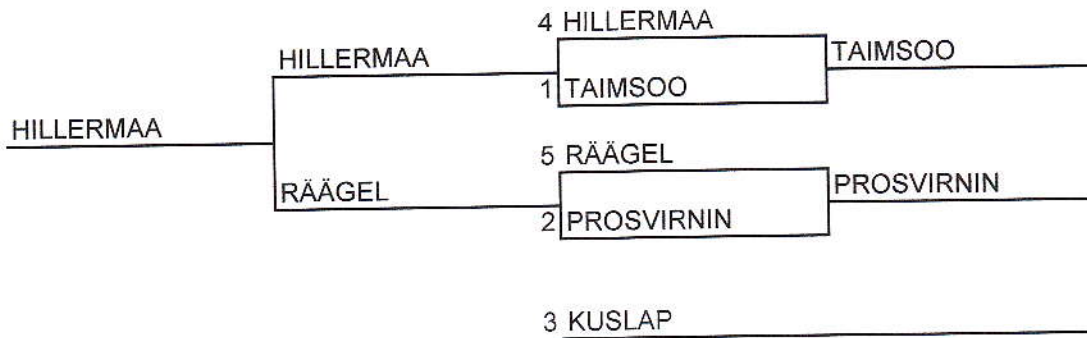 4 HILLERMAA
HILLERMAA
TAIMSOO
1 TAIMSOO
HILLERMAA
5 RÄÄGEL
RÄÄGEL
PROSVIRNIN
2 PROSVIRNIN
3 KUSLAP